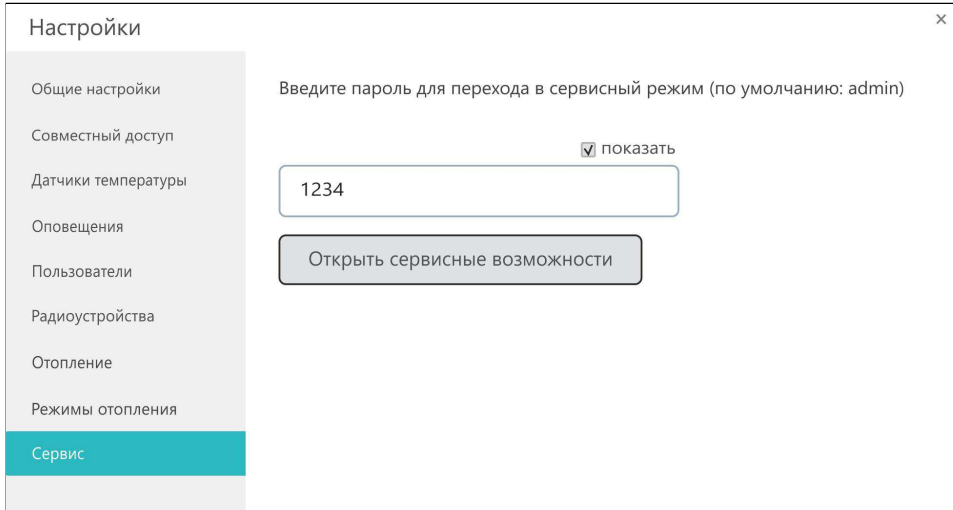 Настройки
Общие настройки
Совместный доступ
Датчики температуры
Оповещения
Пользователи
Радиоустройства
Отопление
Режимы отопления
Сервис
Введите пароль для перехода в сервисный режим (по умолчанию: admin)
показать
1234
Открыть сервисные возможности